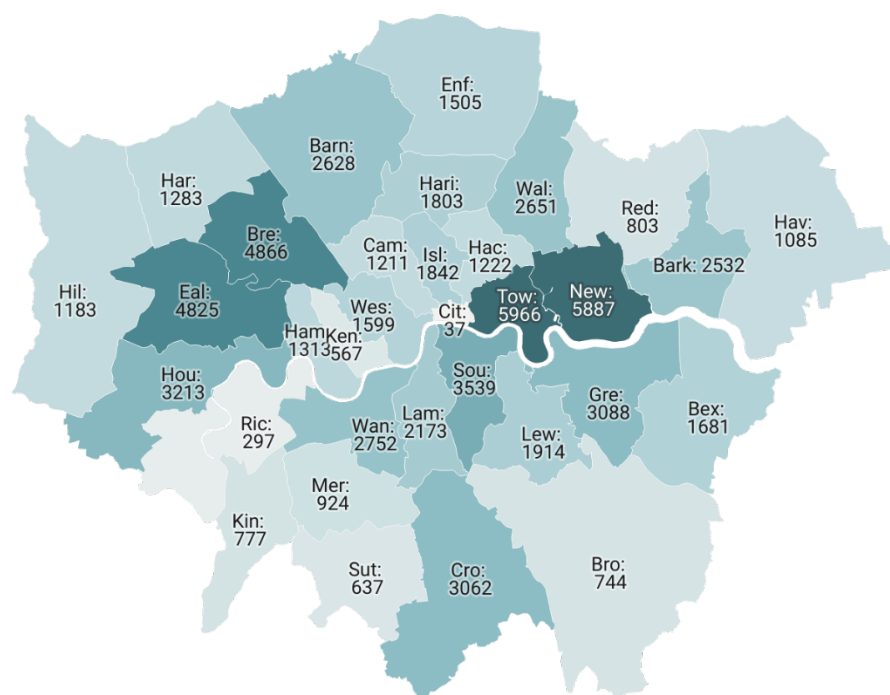 Enf:
1505
Barn:
2628
Har:
1283
Hari:
1803
Wal:
2651
Red:
803
Hav:
1085
Bre:
4866
Cam:
1211
Isl:
1842
Hac:
1222
Bark: 2532
Hil:
1183
Eal:
4825
Tow:
5966
New:
5887
Wes:
1599
Cit:
37
Ham:
1313
Ken:
567
Hou:
3213
Sou:
3539
Gre:
3088
Bex:
1681
Ric:
297
Wan:
2752
Lam:
2173
Lew:
1914
Mer:
924
Kin:
777
Sut:
637
Cro:
3062
Bro:
744